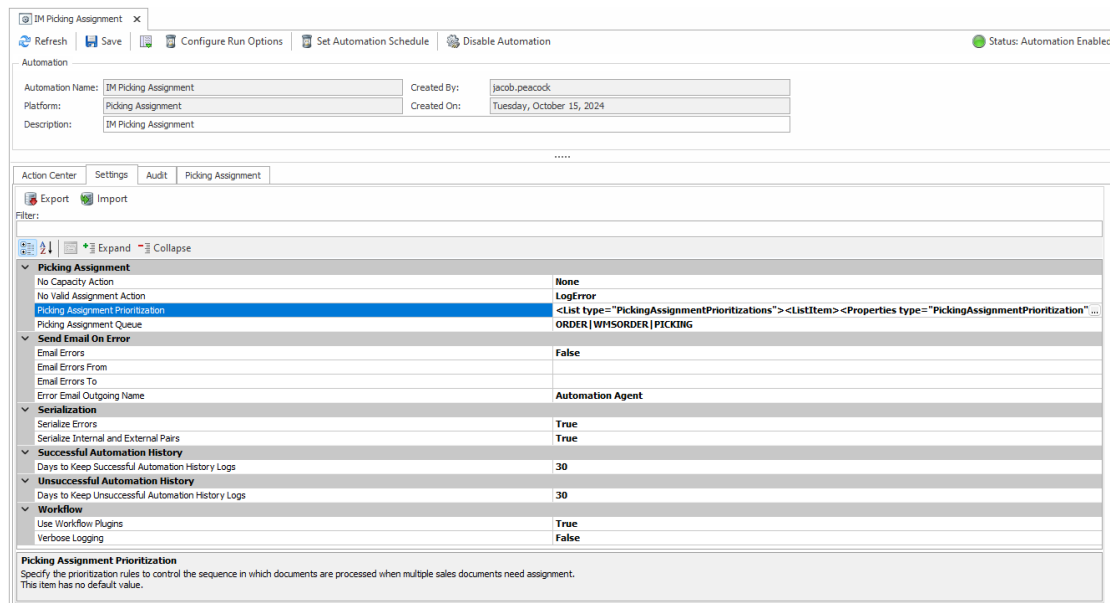 IM Picking Assignment
Refresh Save Configure Run Options Set Automation Schedule Disable Automation Status: Automation Enabled
Automation
Automation Name: IM Picking Assignment Created By: jacob.peacock
Platform: Picking Assignment Created On: Tuesday, October 15, 2024
Description: IM Picking Assignment
Action Center Settings Audit Picking Assignment
Export Import
Filter:
Expand Collapse
Picking Assignment
No Capacity Action None
No Valid Assignment Action LogError
Picking Assignment Prioritization <List type="PickingAssignmentPrioritizations"><ListItem><Properties type="PickingAssignmentPrioritization" ...
Picking Assignment Queue ORDER|WMSORDER|PICKING
Send Email On Error
Email Errors False
Email Errors From
Email Errors To
Error Email Outgoing Name Automation Agent
Serialization
Serialize Errors True
Serialize Internal and External Pairs True
Successful Automation History
Days to Keep Successful Automation History Logs 30
Unsuccessful Automation History
Days to Keep Unsuccessful Automation History Logs 30
Workflow
Use Workflow Plugins True
Verbose Logging False
Picking Assignment Prioritization
Specify the prioritization rules to control the sequence in which documents are processed when multiple sales documents need assignment.
This item has no default value.